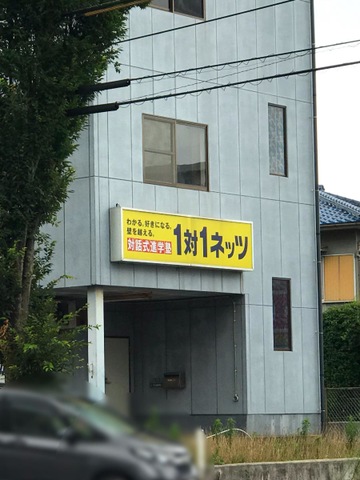 わかる。好きになる。
壁を越える。
対話式進学塾
1対1ネッツ